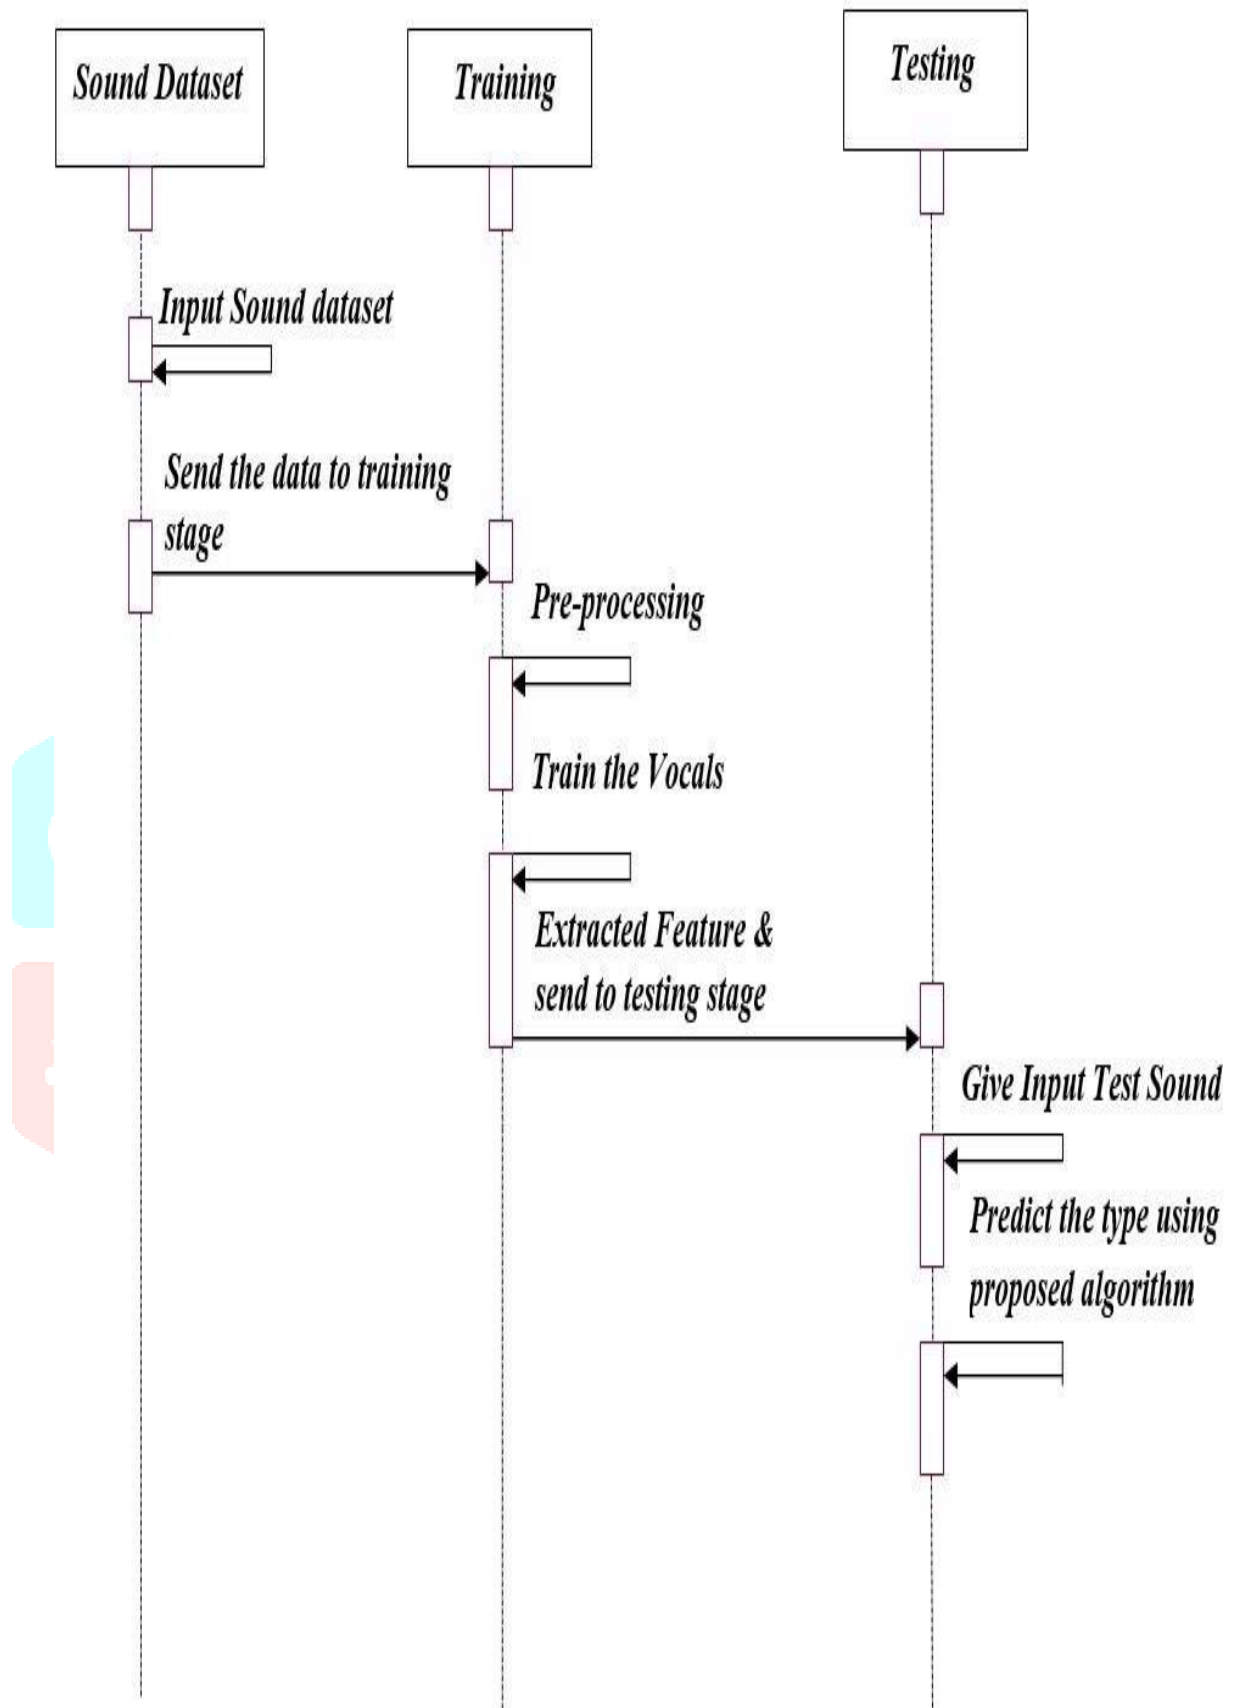 Sound Dataset
Training
Testing
Input Sound dataset
Send the data to training
stage
Pre-processing
Train the Vocals
Extracted Feature &
send to testing stage
Give Input Test Sound
Predict the type using
proposed algorithm